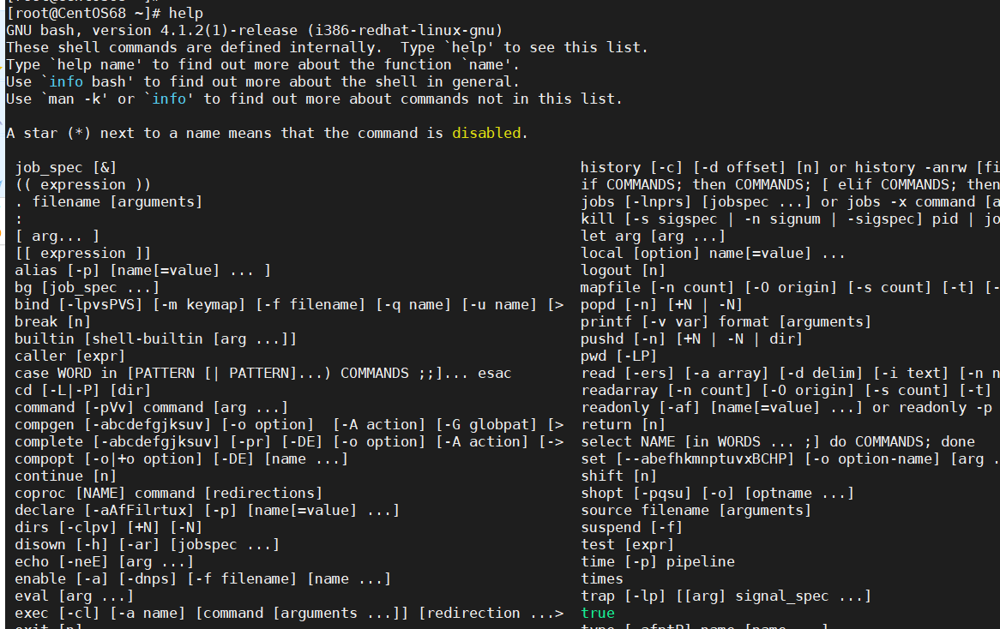 [root@CentOS68 ~]# help
GNU bash, version 4.1.2(1)-release (i386-redhat-linux-gnu)
These shell commands are defined internally.  Type `help' to see this list.
Type `help name' to find out more about the function `name'.
Use `info bash' to find out more about the shell in general.
Use `man -k' or `info' to find out more about commands not in this list.
A star (*) next to a name means that the command is disabled.
job_spec [&]  history [-c] [-d offset] [n] or history -anrw [fi
(( expression ))  if COMMANDS; then COMMANDS; [ elif COMMANDS; then
. filename [arguments]  jobs [-lnprs] [jobspec ...] or jobs -x command [a
:  kill [-s sigspec | -n signum | -sigspec] pid | jo
[ arg... ]  let arg [arg ...]
[[ expression ]]  local [option] name[=value] ...
alias [-p] [name[=value] ... ]  logout [n]
bg [job_spec ...]  mapfile [-n count] [-O origin] [-s count] [-t] [-
bind [-lpvsPVS] [-m keymap] [-f filename] [-q name] [-u name] [>  popd [-n] [+N | -N]
break [n]  printf [-v var] format [arguments]
builtin [shell-builtin [arg ...]]  pushd [-n] [+N | -N | dir]
caller [expr]  pwd [-LP]
case WORD in [PATTERN [| PATTERN]...) COMMANDS ;;]... esac  read [-ers] [-a array] [-d delim] [-i text] [-n n
cd [-L|-P] [dir]  readarray [-n count] [-O origin] [-s count] [-t]
command [-pVv] command [arg ...]  readonly [-af] [name[=value] ...] or readonly -p
compgen [-abcdefgjksuv] [-o option]  [-A action] [-G globpat] [>  return [n]
complete [-abcdefgjksuv] [-pr] [-DE] [-o option] [-A action] [->  select NAME [in WORDS ... ;] do COMMANDS; done
compopt [-o|+o option] [-DE] [name ...]  set [--abefhkmnptuvxBCHP] [-o option-name] [arg .
continue [n]  shift [n]
coproc [NAME] command [redirections]  shopt [-pqsu] [-o] [optname ...]
declare [-aAfFilrtux] [-p] [name[=value] ...]  source filename [arguments]
dirs [-clpv] [+N] [-N]  suspend [-f]
disown [-h] [-ar] [jobspec ...]  test [expr]
echo [-neE] [arg ...]  time [-p] pipeline
enable [-a] [-dnps] [-f filename] [name ...]  times
eval [arg ...]  trap [-lp] [[arg] signal_spec ...]
exec [-cl] [-a name] [command [arguments ...]] [redirection ...>  true